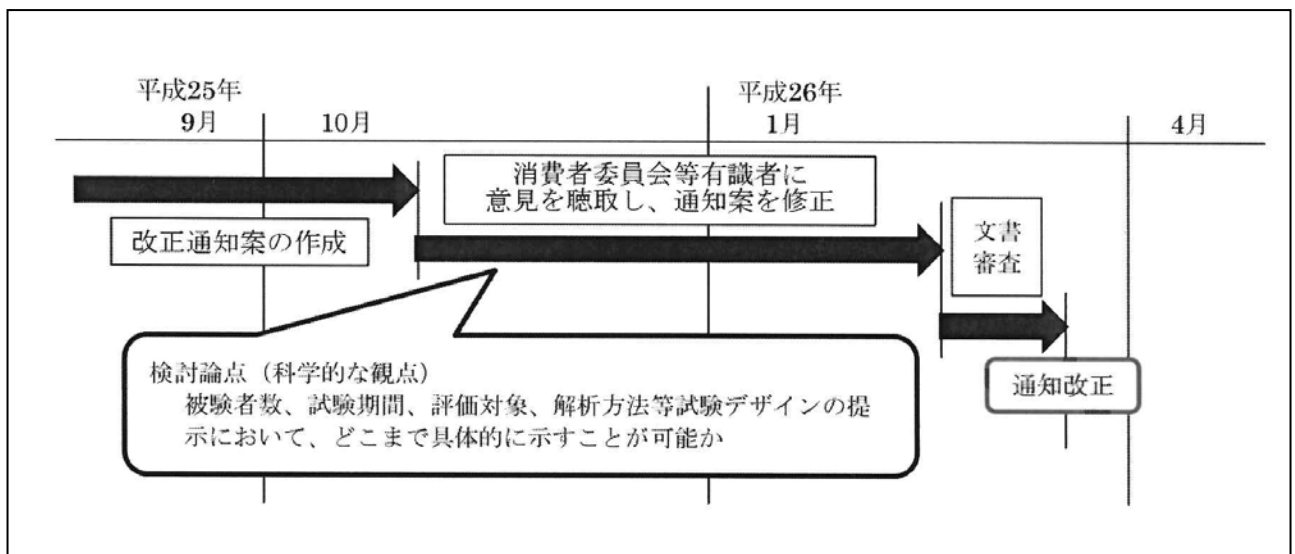 平成25年
平成26年
9月
10月
1月
4月
消費者委員会等有識者に
意見を聴取し、通知案を修正
改正通知案の作成
文書
審査
検討論点（科学的な観点）
被験者数、試験期間、評価対象、解析方法等試験デザインの提
示において、どこまで具体的に示すことが可能か
通知改正